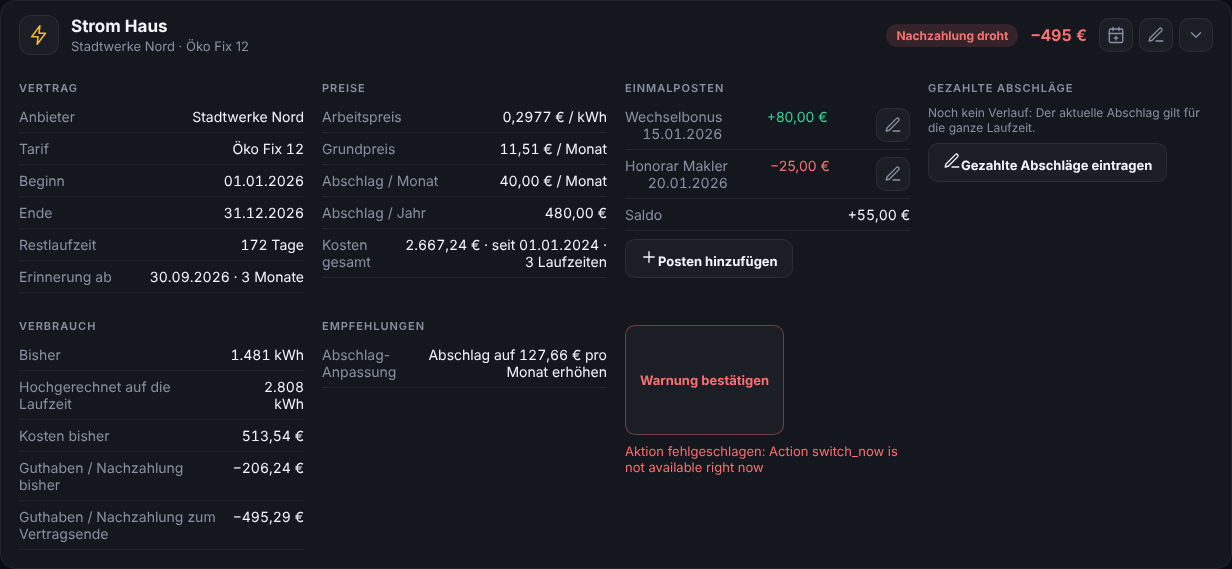 Strom Haus
Stadtwerke Nord · Öko Fix 12
Nachzahlung droht
−495 €
VERTRAG
Anbieter Stadtwerke Nord
Tarif Öko Fix 12
Beginn 01.01.2026
Ende 31.12.2026
Restlaufzeit 172 Tage
Erinnerung ab 30.09.2026 · 3 Monate
PREISE
Arbeitspreis 0,2977 € / kWh
Grundpreis 11,51 € / Monat
Abschlag / Monat 40,00 € / Monat
Abschlag / Jahr 480,00 €
Kosten 2.667,24 € · seit 01.01.2024 ·
gesamt 3 Laufzeiten
EINMALPOSTEN
Wechselbonus +80,00 €
15.01.2026
Honorar Makler −25,00 €
20.01.2026
Saldo +55,00 €
Posten hinzufügen
GEZAHLTE ABSCHLÄGE
Noch kein Verlauf: Der aktuelle Abschlag gilt für
die ganze Laufzeit.
Gezahlte Abschläge eintragen
VERBRAUCH
Bisher 1.481 kWh
Hochgerechnet auf die 2.808
Laufzeit kWh
Kosten bisher 513,54 €
Guthaben / Nachzahlung −206,24 €
bisher
Guthaben / Nachzahlung zum −495,29 €
Vertragsende
EMPFEHLUNGEN
Abschlag- Abschlag auf 127,66 € pro
Anpassung Monat erhöhen
Warnung bestätigen
Aktion fehlgeschlagen: Action switch_now is
not available right now